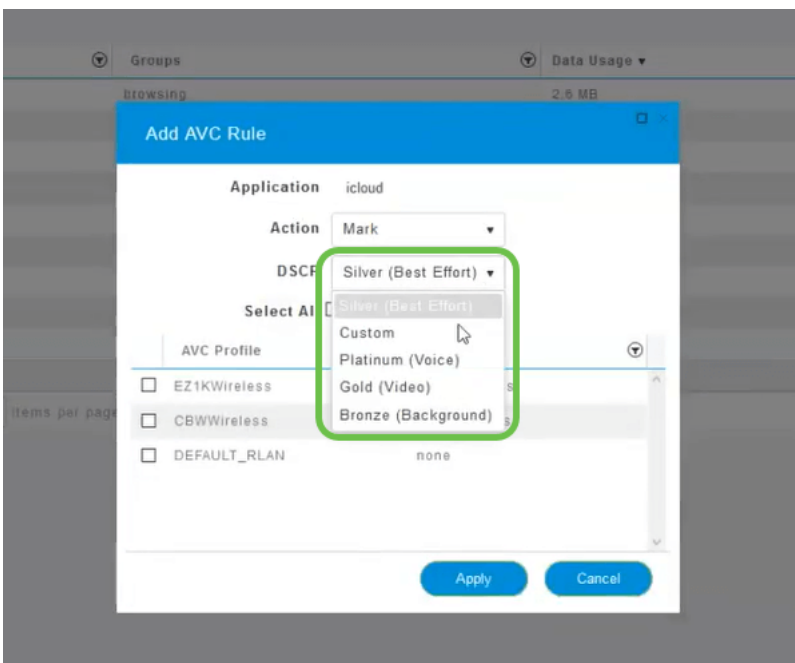 Groups Data Usage
browsing 2.6 MB
Add AVC Rule
Application icloud
Action Mark
DSCP Silver (Best Effort)
Select Al
Silver (Best Effort)
Custom
Platinum (Voice)
Gold (Video)
Bronze (Background)
AVC Profile
EZ1KWireless s
CBWWireless s
DEFAULT_RLAN none
items per page
Apply Cancel